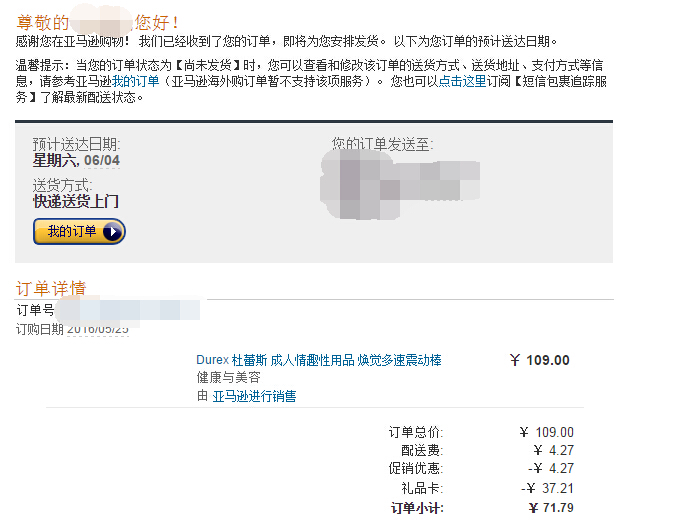 尊敬的 您好！
感谢您在亚马逊购物！ 我们已经收到了您的订单，即将为您安排发货。 以下为您订单的预计送达日期。
温馨提示：当您的订单状态为【尚未发货】时，您可以查看和修改该订单的送货方式、送货地址、支付方式等信
息，请参考亚马逊我的订单（亚马逊海外购订单暂不支持该项服务）。 您也可以点击这里订阅【短信包裹追踪服
务】了解最新配送状态。
预计送达日期:
星期六, 06/04
送货方式:
快递送货上门
我的订单
您的订单发送至:
订单详情
订单号
订购日期 2016/05/25
Durex 杜蕾斯 成人情趣性用品 焕觉多速震动棒 ￥ 109.00
健康与美容
由 亚马逊进行销售
订单总价: ￥ 109.00
配送费: ￥ 4.27
促销优惠: -￥ 4.27
礼品卡: -￥ 37.21
订单小计: ￥ 71.79